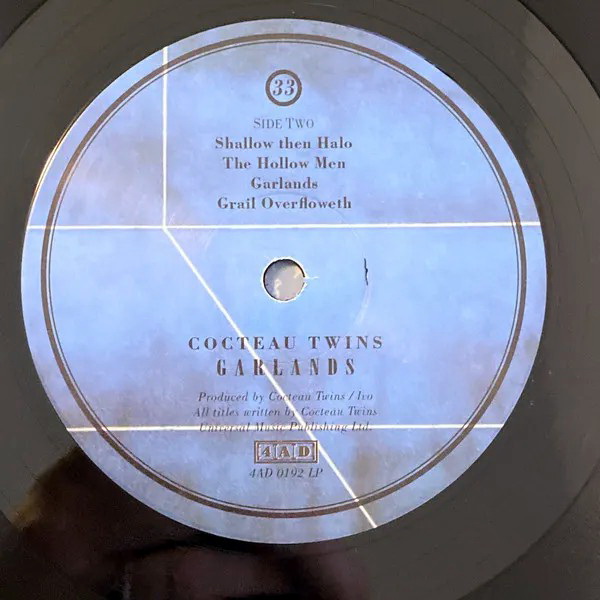 33
SIDE TWO
Shallow then Halo
The Hollow Men
Garlands
Grail Overfloweth
COCTEAU TWINS
GARLANDS
Produced by Cocteau Twins / Ivo
All titles written by Cocteau Twins
Universal Music Publishing Ltd.
4AD
4AD 0192 LP